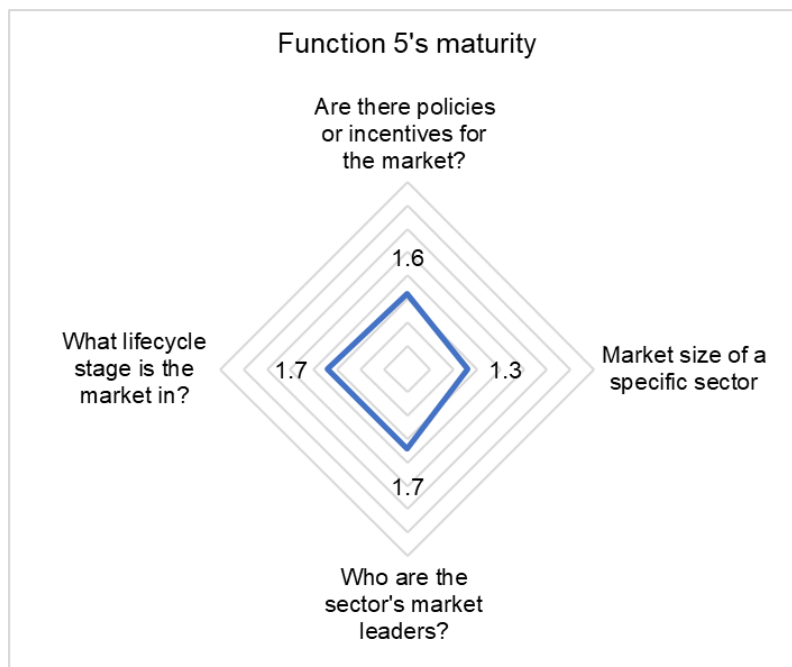 Function 5's maturity
Are there policies
or incentives for
the market?
1.6
What lifecycle
stage is the
market in?
1.7
1.3
Market size of a
specific sector
1.7
Who are the
sector's market
leaders?